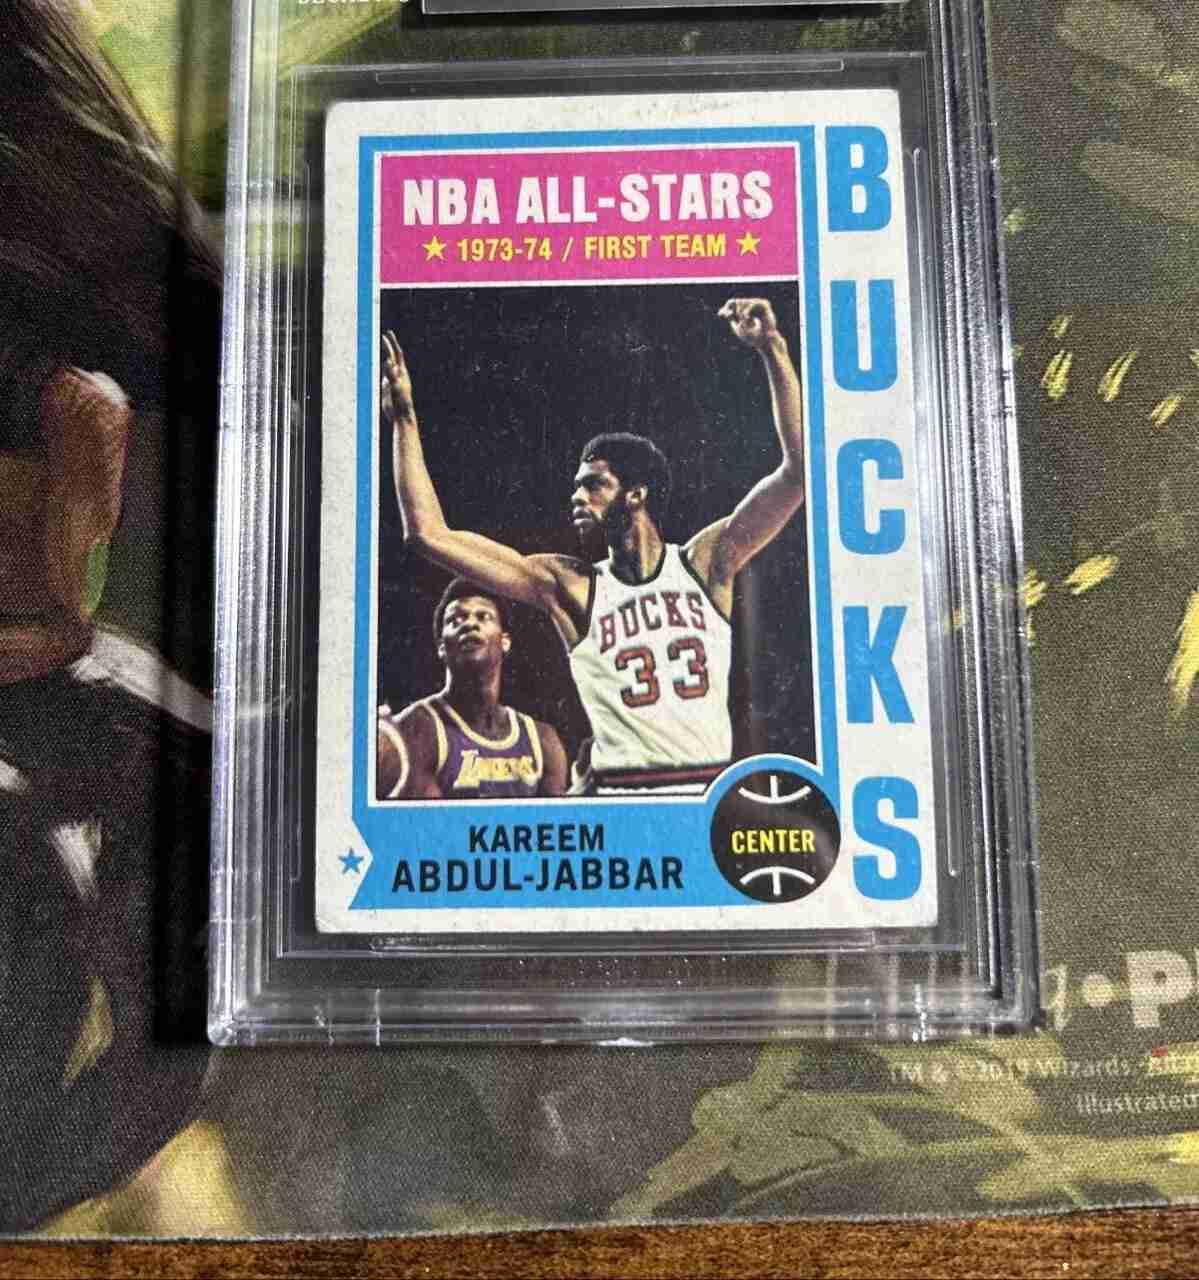 NBA ALL-STARS
★ 1973-74 / FIRST TEAM ★
BUCKS
BUCKS
33
LAKERS
CENTER
KAREEM
ABDUL-JABBAR
TM & ©2019 Wizards.
Illustrated